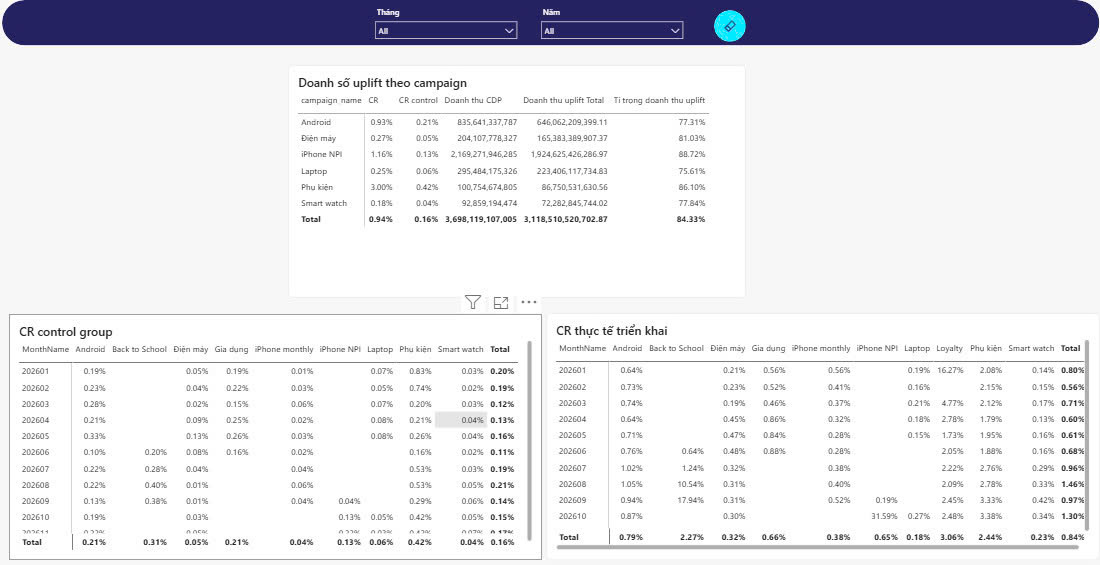 Tháng Năm
All All
Doanh số uplift theo campaign
campaign_name CR CR control Doanh thu CDP Doanh thu uplift Total Tỉ trọng doanh thu uplift
Android 0.93% 0.21% 835,641,337,787 646,062,209,399.11 77.31%
Điện máy 0.27% 0.05% 204,107,778,327 165,383,389,907.37 81.03%
iPhone NPI 1.16% 0.13% 2,169,271,946,285 1,924,625,426,286.97 88.72%
Laptop 0.25% 0.06% 295,484,175,326 223,406,117,734.83 75.61%
Phụ kiện 3.00% 0.42% 100,754,674,805 86,750,531,630.56 86.10%
Smart watch 0.18% 0.04% 92,859,194,474 72,282,845,744.02 77.84%
Total 0.94% 0.16% 3,698,119,107,005 3,118,510,520,702.87 84.33%
CR control group
MonthName Android Back to School Điện máy Gia dụng iPhone monthly iPhone NPI Laptop Phụ kiện Smart watch Total
202601 0.19% 0.05% 0.19% 0.01% 0.07% 0.83% 0.03% 0.20%
202602 0.23% 0.04% 0.22% 0.03% 0.05% 0.74% 0.02% 0.19%
202603 0.28% 0.02% 0.15% 0.06% 0.07% 0.20% 0.03% 0.12%
202604 0.21% 0.09% 0.25% 0.02% 0.08% 0.21% 0.04% 0.13%
202605 0.33% 0.13% 0.26% 0.03% 0.08% 0.26% 0.04% 0.16%
202606 0.10% 0.20% 0.08% 0.16% 0.02% 0.16% 0.02% 0.11%
202607 0.22% 0.28% 0.04% 0.04% 0.53% 0.03% 0.19%
202608 0.22% 0.40% 0.01% 0.06% 0.53% 0.05% 0.21%
202609 0.13% 0.38% 0.01% 0.04% 0.04% 0.29% 0.06% 0.14%
202610 0.19% 0.03% 0.13% 0.05% 0.42% 0.05% 0.15%
Total 0.21% 0.31% 0.05% 0.21% 0.04% 0.13% 0.06% 0.42% 0.04% 0.16%
CR thực tế triển khai
MonthName Android Back to School Điện máy Gia dụng iPhone monthly iPhone NPI Laptop Loyalty Phụ kiện Smart watch Total
202601 0.64% 0.21% 0.56% 0.56% 0.19% 16.27% 2.08% 0.14% 0.80%
202602 0.73% 0.23% 0.52% 0.41% 0.16% 2.15% 0.15% 0.56%
202603 0.74% 0.19% 0.46% 0.37% 0.21% 4.77% 2.12% 0.17% 0.71%
202604 0.64% 0.45% 0.86% 0.32% 0.18% 2.78% 1.79% 0.13% 0.60%
202605 0.71% 0.47% 0.84% 0.28% 0.15% 1.73% 1.95% 0.16% 0.61%
202606 0.76% 0.64% 0.48% 0.88% 0.28% 2.05% 1.88% 0.16% 0.68%
202607 1.02% 1.24% 0.32% 0.38% 2.22% 2.76% 0.29% 0.96%
202608 1.05% 10.54% 0.31% 0.40% 2.09% 2.78% 0.33% 1.46%
202609 0.94% 17.94% 0.31% 0.52% 0.19% 2.45% 3.33% 0.42% 0.97%
202610 0.87% 0.30% 31.59% 0.27% 2.48% 3.38% 0.34% 1.30%
Total 0.79% 2.27% 0.32% 0.66% 0.38% 0.65% 0.18% 3.06% 2.44% 0.23% 0.84%